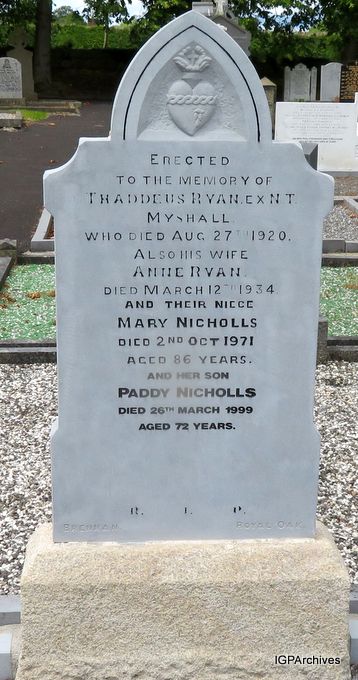 ERECTED
TO THE MEMORY OF
THADDEUS RYAN. EX N.T.
MYSHALL.
WHO DIED AUG. 27TH 1920.
ALSO HIS WIFE
ANNE RYAN.
DIED MARCH 12TH 1934
AND THEIR NIECE
MARY NICHOLLS
DIED 2ND OCT 1971
AGED 86 YEARS.
AND HER SON
PADDY NICHOLLS
DIED 26TH MARCH 1999
AGED 72 YEARS.
R. I. P.
BRENNAN. ROYAL OAK
IGPArchives